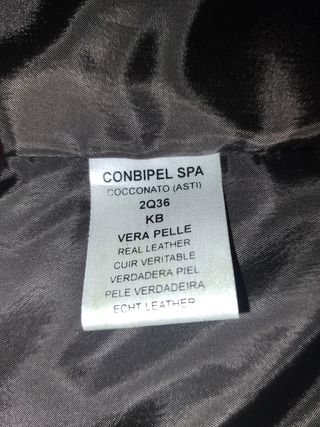 CONBIPEL SPA
COCCONATO (ASTI)
2Q36
KB
VERA PELLE
REAL LEATHER
CUIR VERITABLE
VERDADERA PIEL
PELE VERDADEIRA
ECHT LEATHER